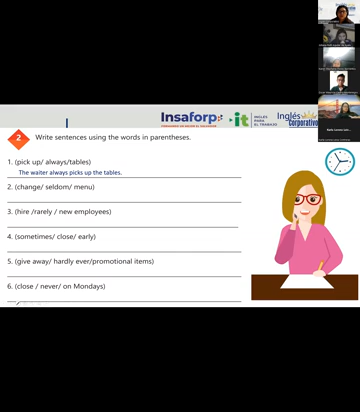 Insaforp
it
INGLÉS
PARA
EL TRABAJO
Inglés
corporativo
2 Write sentences using the words in parentheses.
1. (pick up/ always/tables)
The waiter always picks up the tables.
2. (change/ seldom/ menu)
3. (hire /rarely / new employees)
4. (sometimes/ close/ early)
5. (give away/ hardly ever/promotional items)
6. (close / never/ on Mondays)